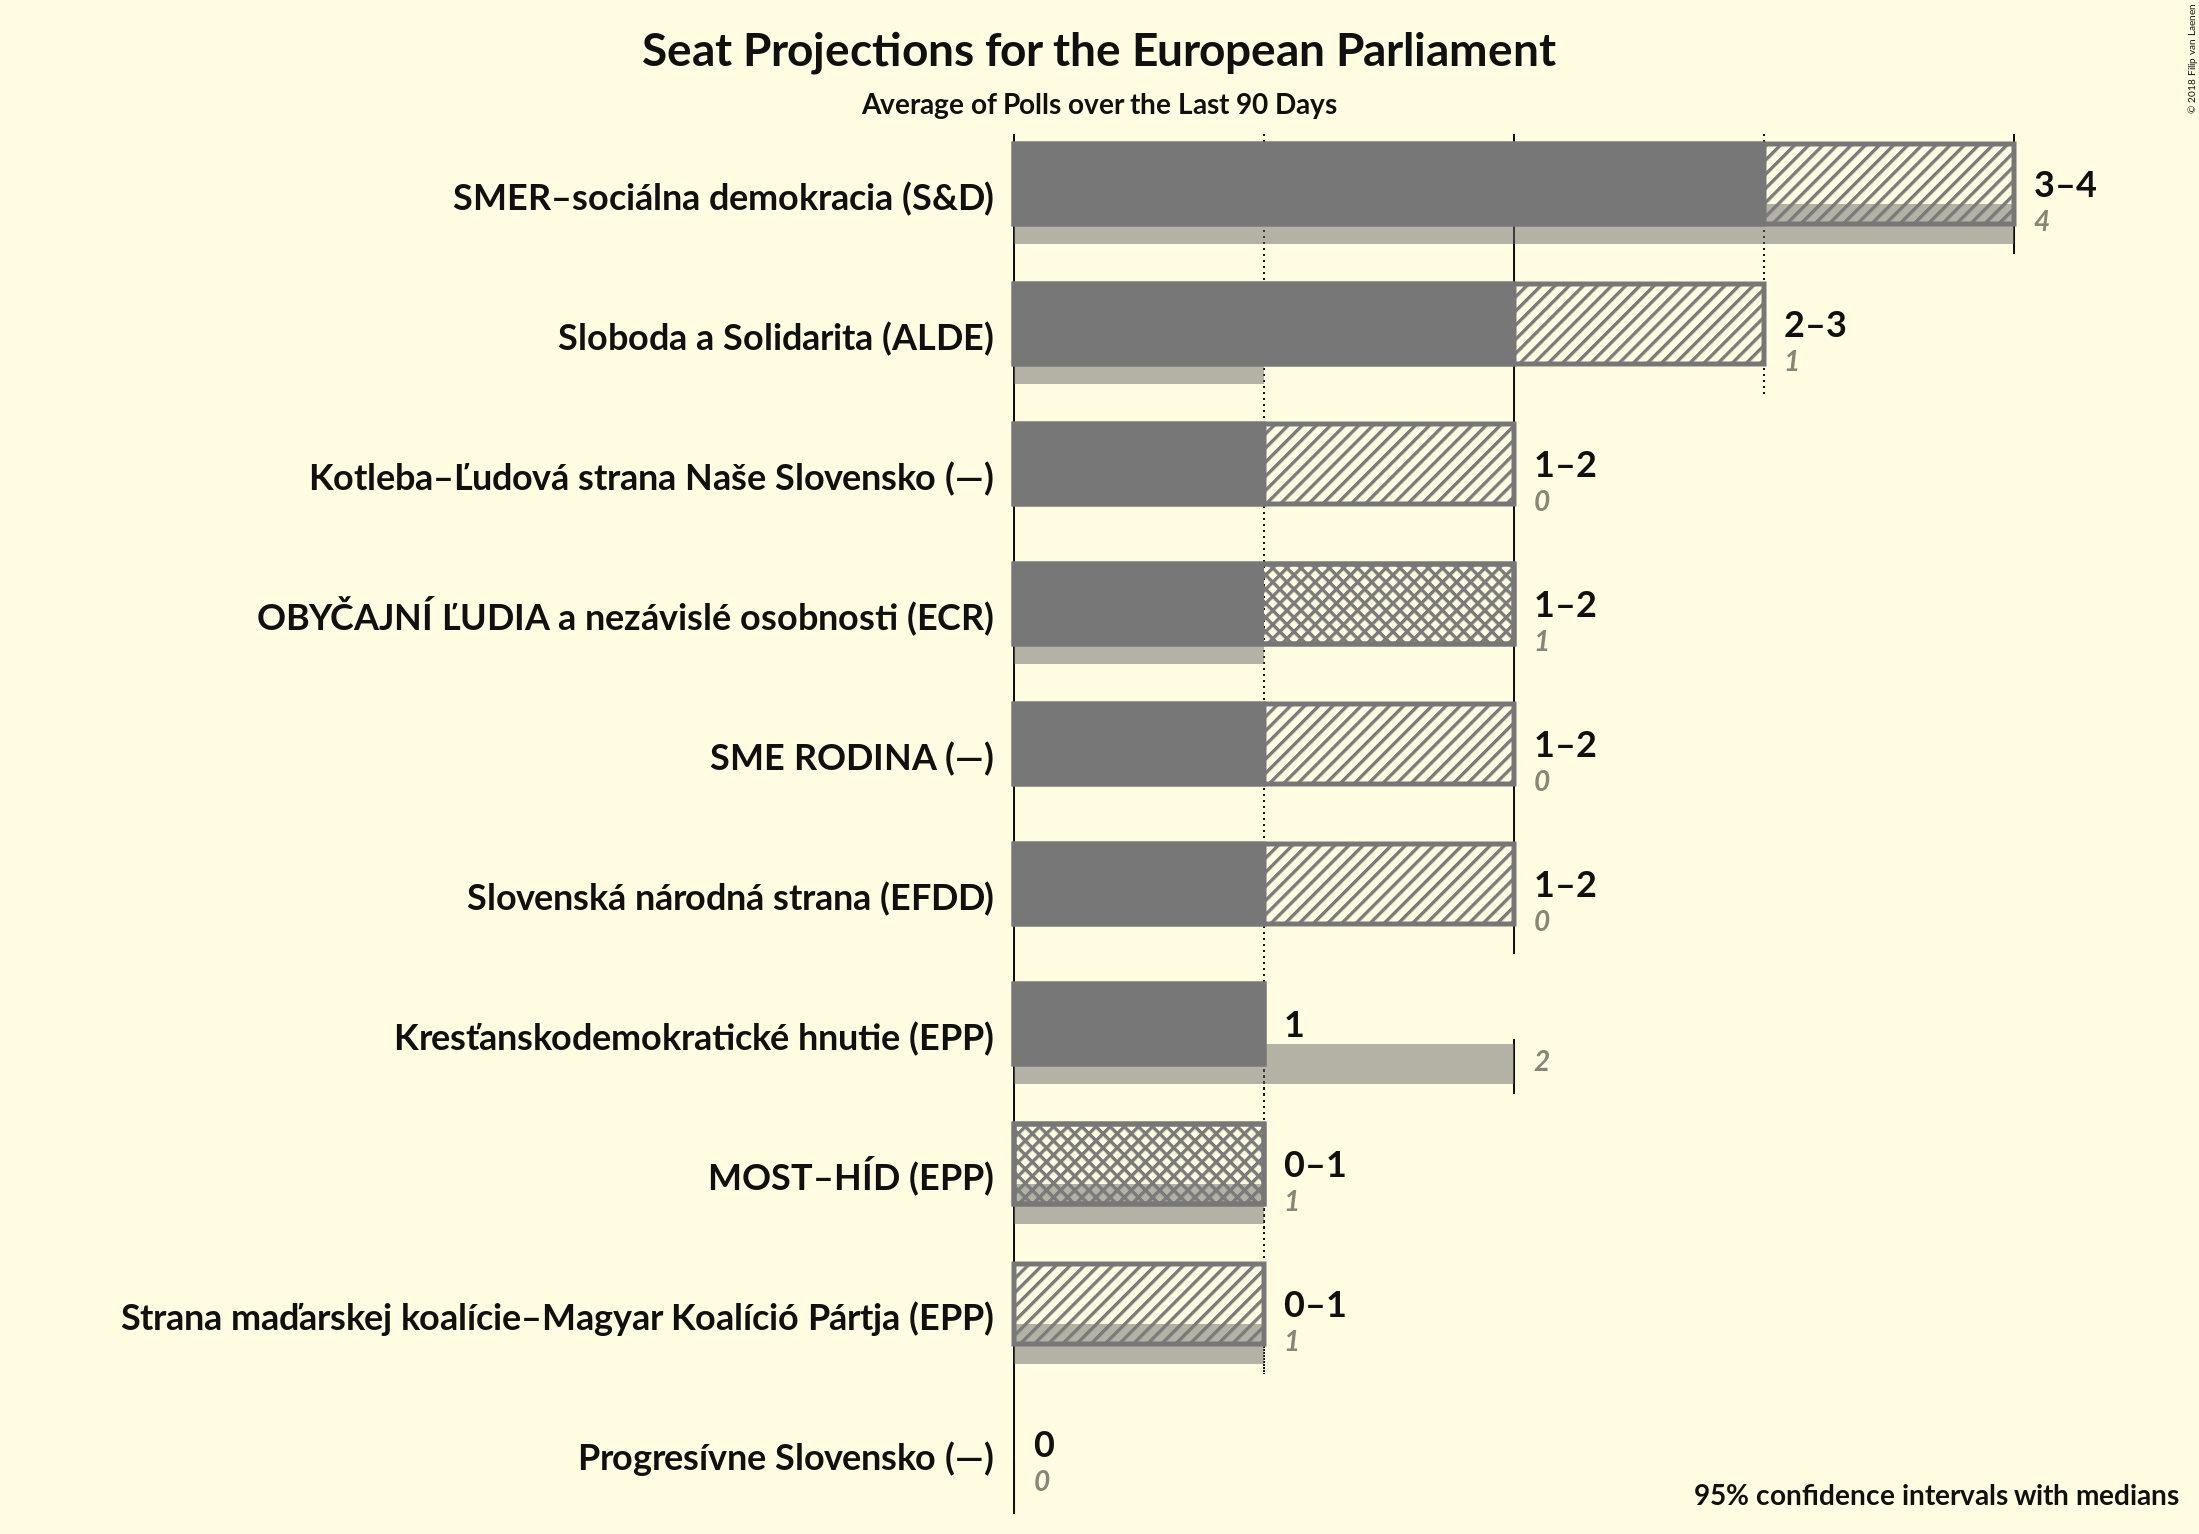 Seat Projections for the European Parliament
Average of Polls over the Last 90 Days
© 2018 Filip van Laenen
SMER–sociálna demokracia (S&D)
3–4
4
Sloboda a Solidarita (ALDE)
2–3
1
Kotleba–Ľudová strana Naše Slovensko (—)
1–2
0
OBYČAJNÍ ĽUDIA a nezávislé osobnosti (ECR)
1–2
1
SME RODINA (—)
1–2
0
Slovenská národná strana (EFDD)
1–2
0
Kresťanskodemokratické hnutie (EPP)
1
2
MOST–HÍD (EPP)
0–1
1
Strana maďarskej koalície–Magyar Koalíció Pártja (EPP)
0–1
1
Progresívne Slovensko (—)
0
0
95% confidence intervals with medians